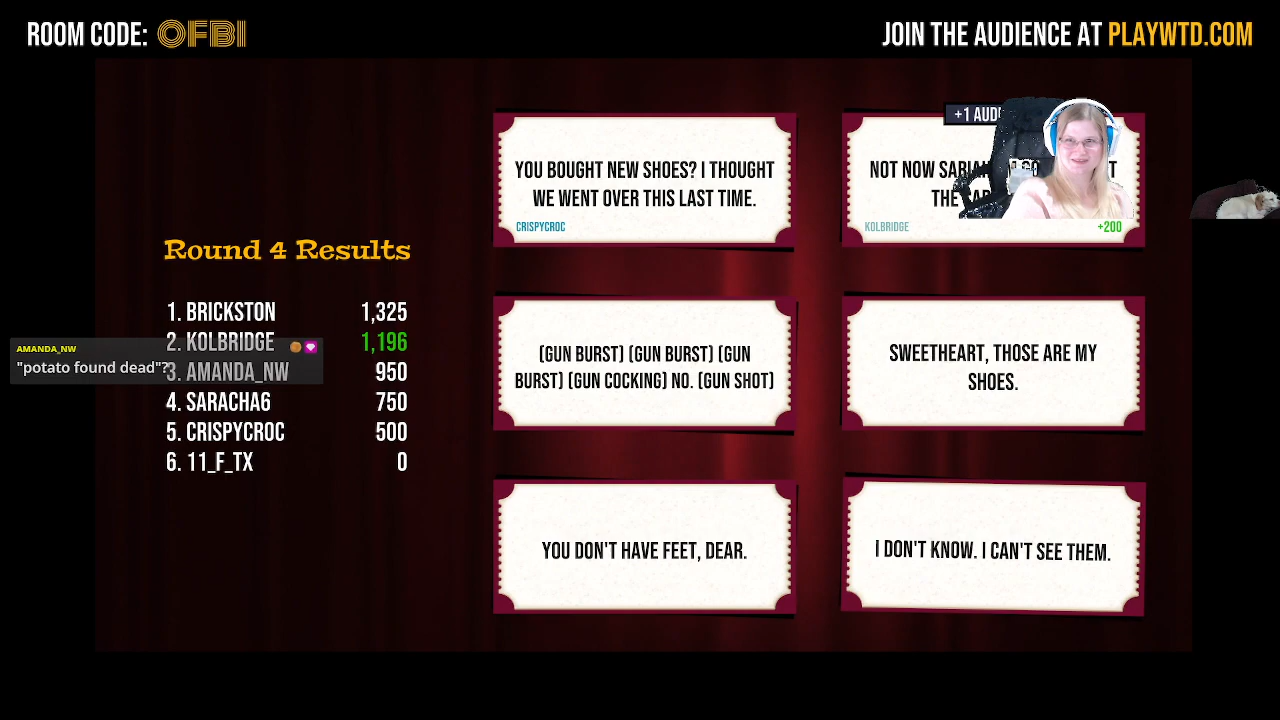 ROOM CODE: OFBI
JOIN THE AUDIENCE AT PLAYWTD.COM
Round 4 Results
1. BRICKSTON 1,325
2. KOLBRIDGE 1,196
3. AMANDA_NW 950
4. SARACHA6 750
5. CRISPYCROC 500
6. 11_F_TX 0
AMANDA_NW
"potato found dead"?
YOU BOUGHT NEW SHOES? I THOUGHT
WE WENT OVER THIS LAST TIME.
CRISPYCROC
+1
NOT NOW
THE
KOLBRIDGE
+200
(GUN BURST) (GUN BURST) (GUN
BURST) (GUN COCKING) NO. (GUN SHOT)
SWEETHEART, THOSE ARE MY
SHOES.
YOU DON'T HAVE FEET, DEAR.
I DON'T KNOW. I CAN'T SEE THEM.